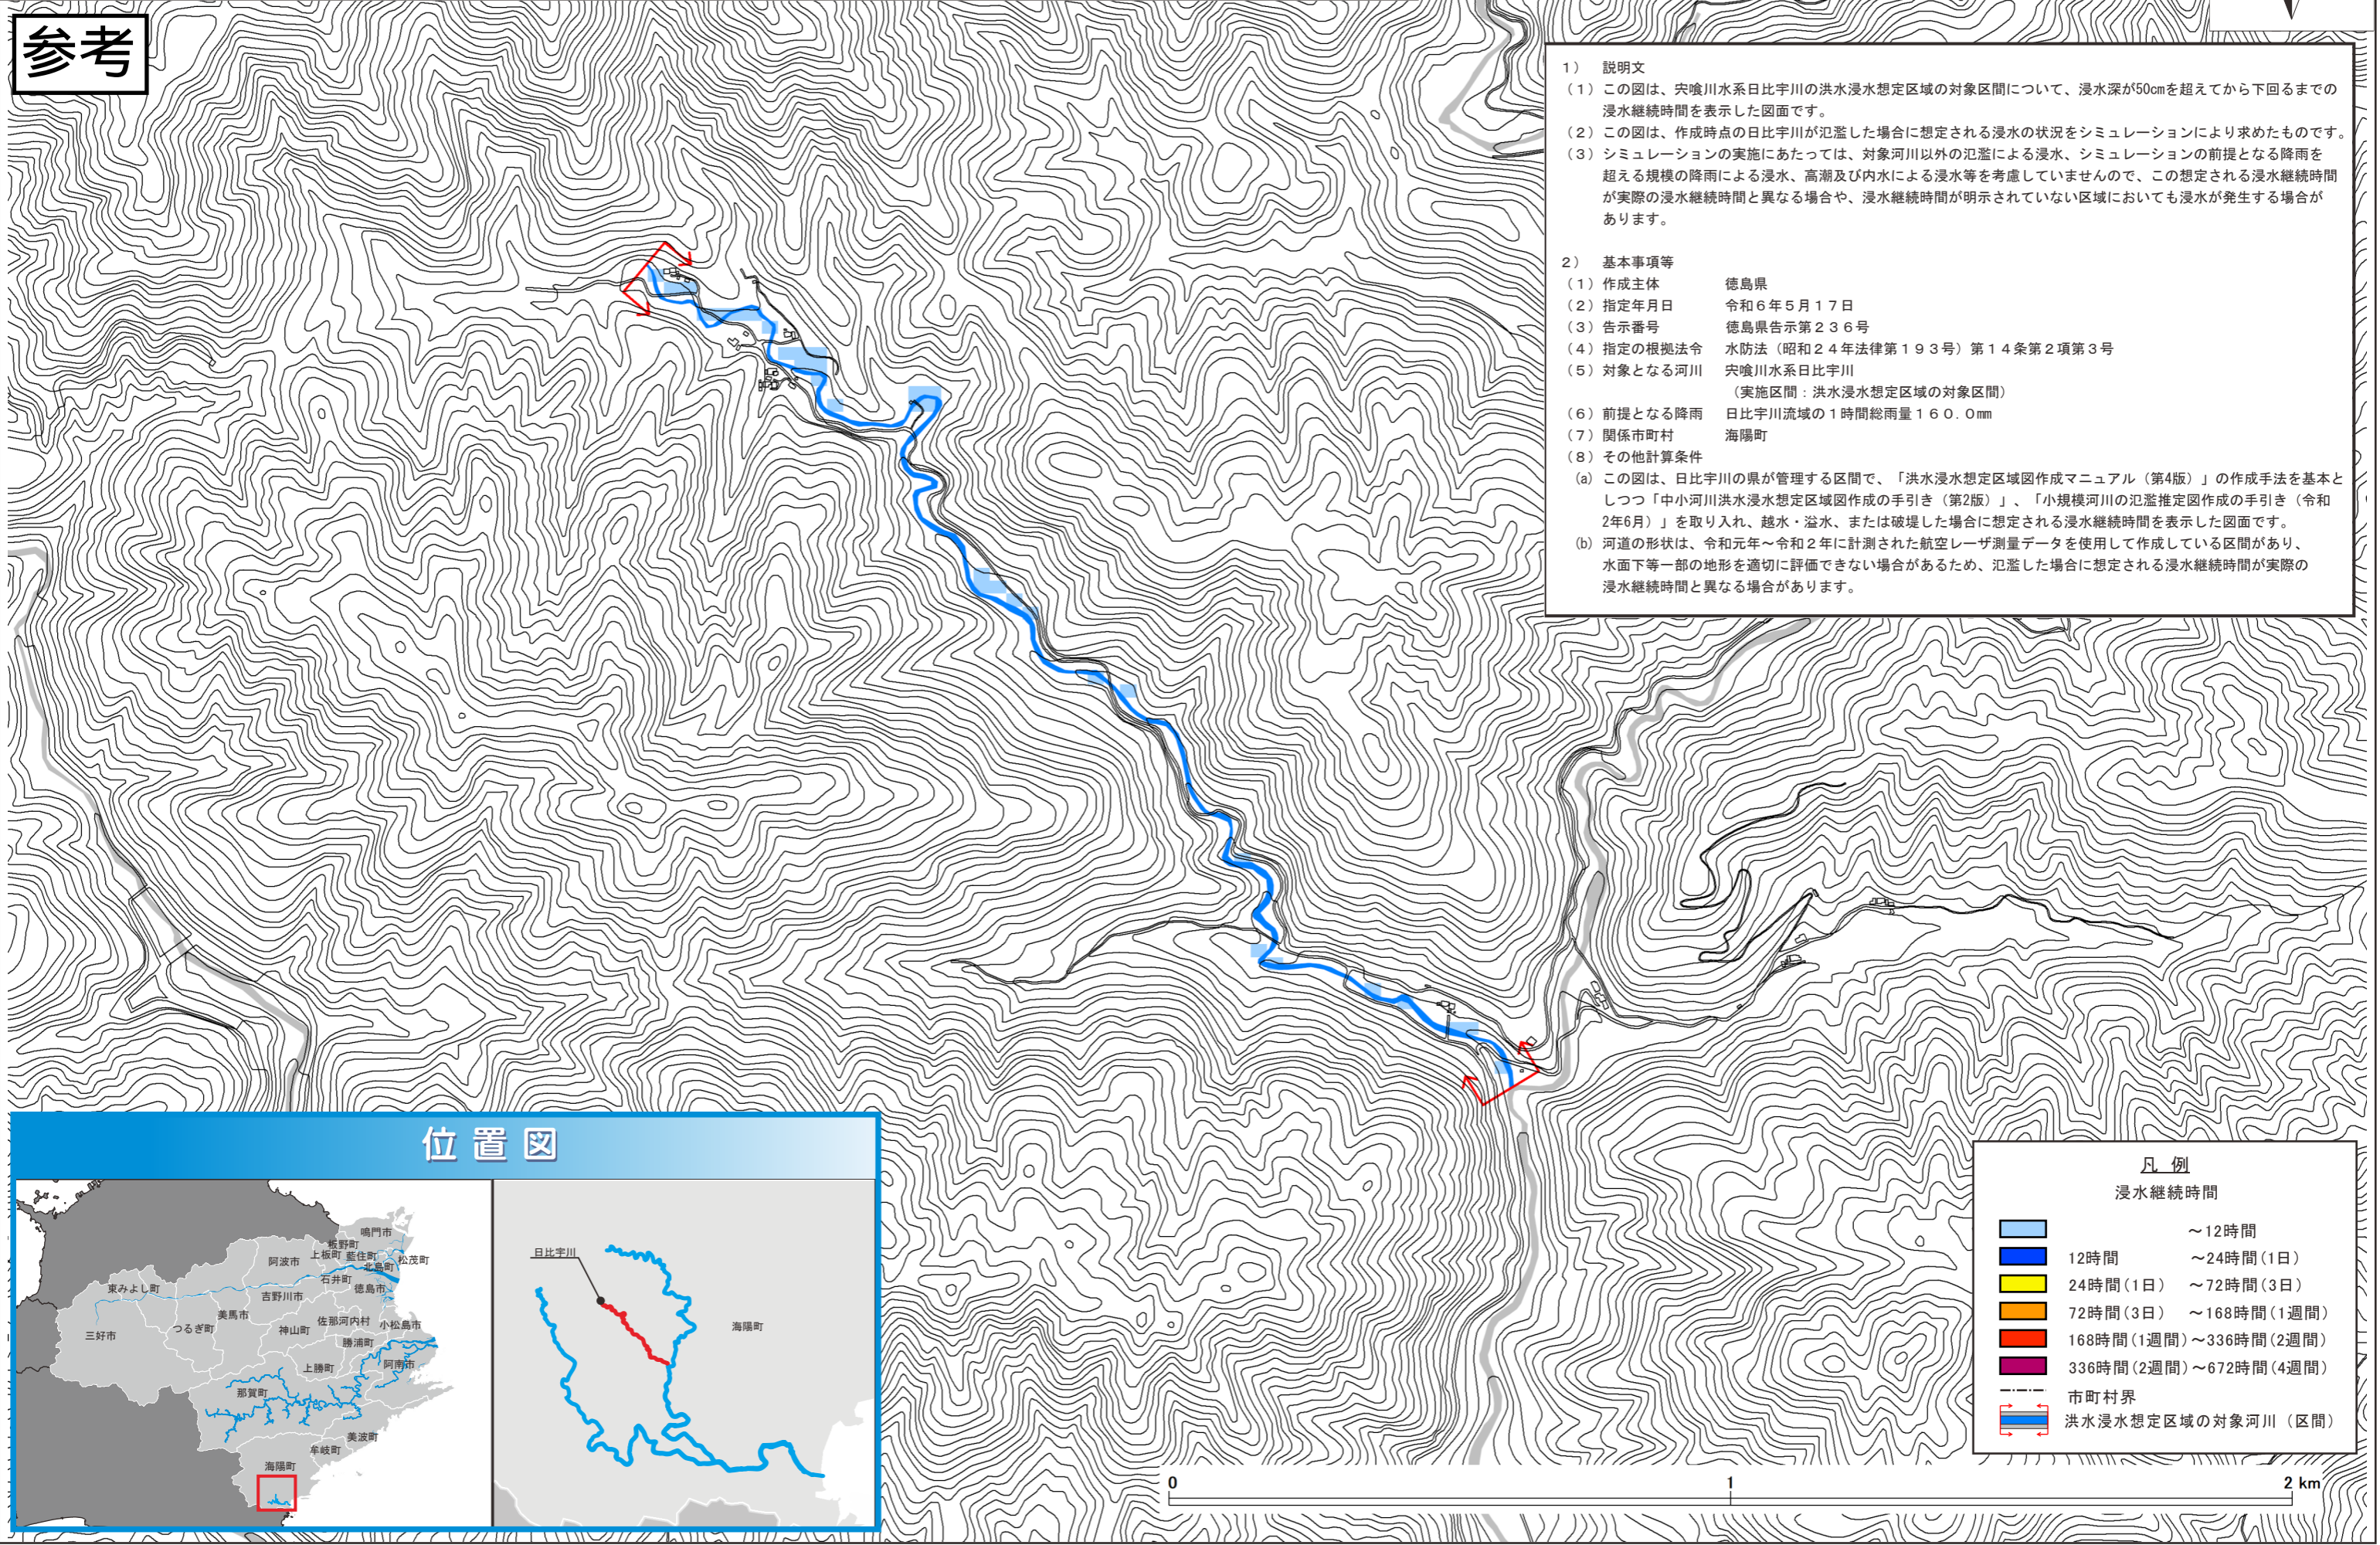 参考
1） 説明文
（1）この図は、宍喰川水系日比宇川の洪水浸水想定区域の対象区間について、浸水深が50cmを超えてから下回るまでの
浸水継続時間を表示した図面です。
（2）この図は、作成時点の日比宇川が氾濫した場合に想定される浸水の状況をシミュレーションにより求めたものです。
（3）シミュレーションの実施にあたっては、対象河川以外の氾濫による浸水、シミュレーションの前提となる降雨を
超える規模の降雨による浸水、高潮及び内水による浸水等を考慮していませんので、この想定される浸水継続時間
が実際の浸水継続時間と異なる場合や、浸水継続時間が明示されていない区域においても浸水が発生する場合が
あります。
2） 基本事項等
（1）作成主体 徳島県
（2）指定年月日 令和６年５月１７日
（3）告示番号 徳島県告示第２３６号
（4）指定の根拠法令 水防法（昭和２４年法律第１９３号）第１４条第２項第３号
（5）対象となる河川 宍喰川水系日比宇川
（実施区間：洪水浸水想定区域の対象区間）
（6）前提となる降雨 日比宇川流域の１時間総雨量１６０．０㎜
（7）関係市町村 海陽町
（8）その他計算条件
(a) この図は、日比宇川の県が管理する区間で、「洪水浸水想定区域図作成マニュアル（第4版）」の作成手法を基本と
しつつ「中小河川洪水浸水想定区域図作成の手引き（第2版）」、「小規模河川の氾濫推定図作成の手引き（令和
2年6月）」を取り入れ、越水・溢水、または破堤した場合に想定される浸水継続時間を表示した図面です。
(b) 河道の形状は、令和元年～令和２年に計測された航空レーザ測量データを使用して作成している区間があり、
水面下等一部の地形を適切に評価できない場合があるため、氾濫した場合に想定される浸水継続時間が実際の
浸水継続時間と異なる場合があります。
位置図
鳴門市
板野町
上板町 藍住町 松茂町
阿波市 北島町
石井町
東みよし町 徳島市
吉野川市
美馬市
つるぎ町 佐那河内村 小松島市
三好市 神山町
勝浦町
上勝町 阿南市
那賀町
美波町
牟岐町
海陽町
日比宇川
海陽町
凡 例
浸水継続時間
～12時間
12時間 ～24時間(1日)
24時間(1日) ～72時間(3日)
72時間(3日) ～168時間(1週間)
168時間(1週間)～336時間(2週間)
336時間(2週間)～672時間(4週間)
市町村界
洪水浸水想定区域の対象河川（区間）
0 1 2 km